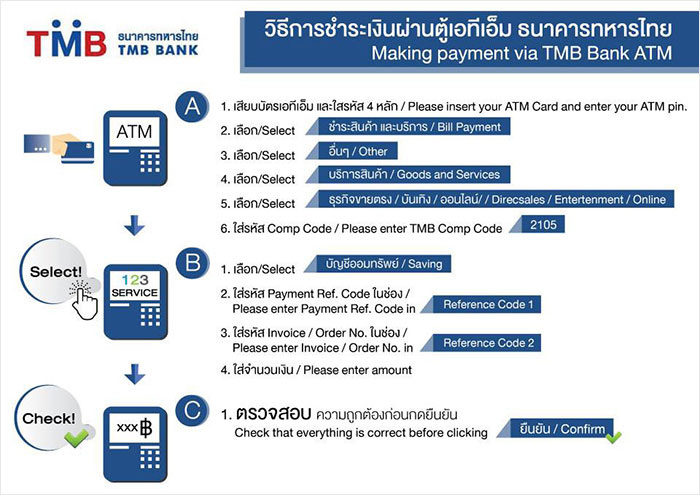 TMB ธนาคารทหารไทย
TMB BANK
วิธีการชำระเงินผ่านตู้เอทีเอ็ม ธนาคารทหารไทย
Making payment via TMB Bank ATM
ATM
A
1. เสียบบัตรเอทีเอ็ม และใส่รหัส 4 หลัก / Please insert your ATM Card and enter your ATM pin.
2. เลือก/Select ชำระสินค้า และบริการ / Bill Payment
3. เลือก/Select อื่นๆ / Other
4. เลือก/Select บริการสินค้า / Goods and Services
5. เลือก/Select ธุรกิจขายตรง / บันเทิง / ออนไลน์/ / Direcsales / Entertenment / Online
6. ใส่รหัส Comp Code / Please enter TMB Comp Code 2105
Select!
123
SERVICE
B
1. เลือก/Select บัญชีออมทรัพย์ / Saving
2. ใส่รหัส Payment Ref. Code ในช่อง /
Please enter Payment Ref. Code in Reference Code 1
3. ใส่รหัส Invoice / Order No. ในช่อง /
Please enter Invoice / Order No. in Reference Code 2
4. ใส่จำนวนเงิน / Please enter amount
Check!
xxx ฿
C
1. ตรวจสอบ ความถูกต้องก่อนกดยืนยัน
Check that everything is correct before clicking ยืนยัน / Confirm